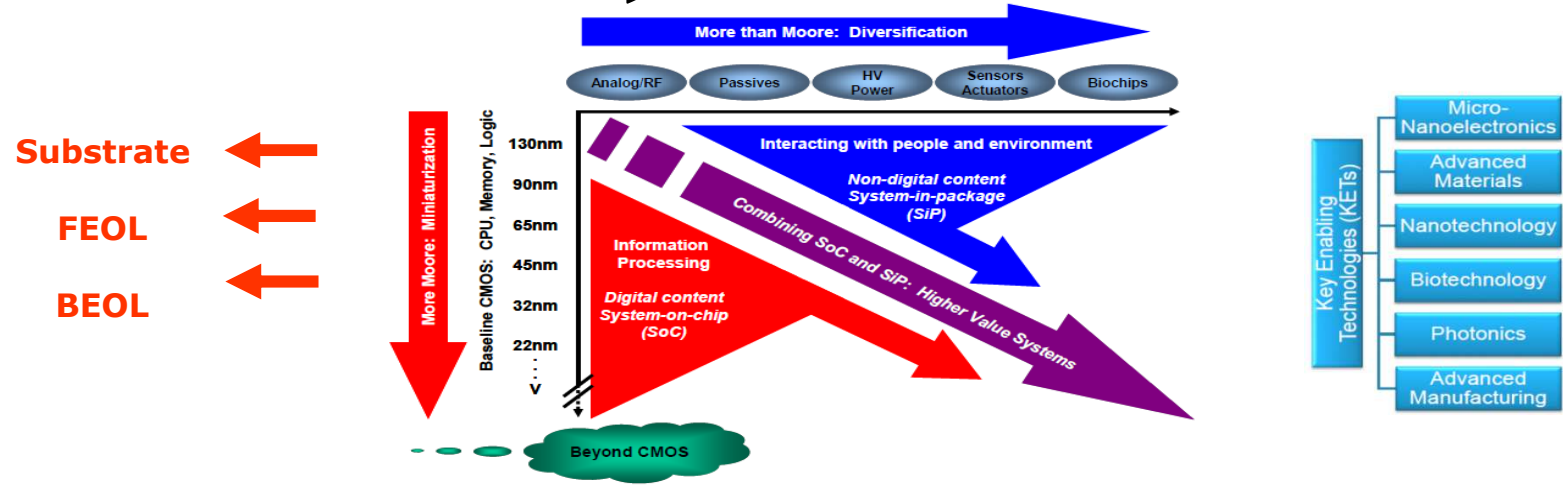 More than Moore: Diversification
Analog/RF
Passives
HV
Power
Sensors
Actuators
Biochips
Substrate
FEOL
BEOL
More Moore: Miniaturization
Baseline CMOS: CPU, Memory, Logic
130nm
90nm
65nm
45nm
32nm
22nm
V
Interacting with people and environment
Non-digital content
System-in-package
(SiP)
Combining SoC and SiP: Higher Value Systems
Information
Processing
Digital content
System-on-chip
(SoC)
Beyond CMOS
Key Enabling
Technologies (KETs)
Micro-
Nanoelectronics
Advanced
Materials
Nanotechnology
Biotechnology
Photonics
Advanced
Manufacturing